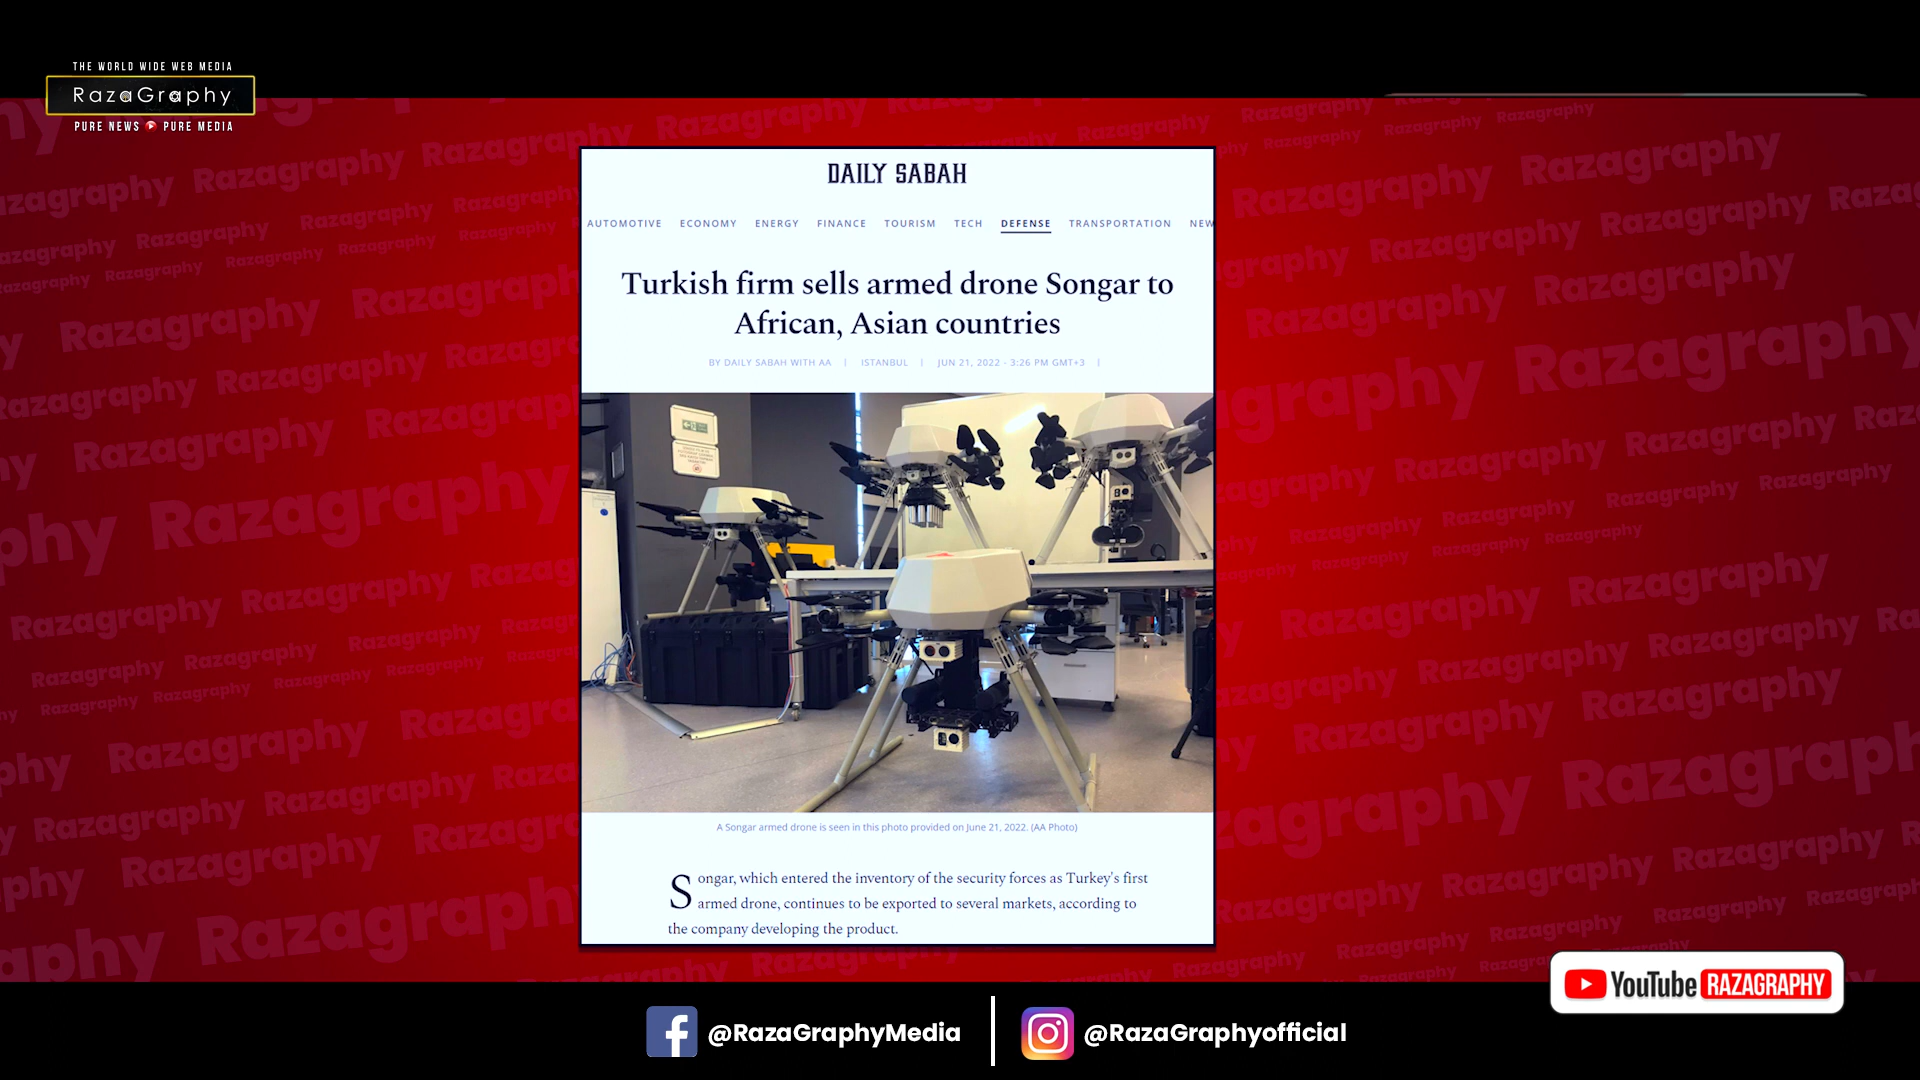 THE WORLD WIDE WEB MEDIA
RazaGraphy
PURE NEWS PURE MEDIA
DAILY SABAH
AUTOMOTIVE ECONOMY ENERGY FINANCE TOURISM TECH DEFENSE TRANSPORTATION NEW
Turkish firm sells armed drone Songar to
African, Asian countries
BY DAILY SABAH WITH AA | ISTANBUL | JUN 21, 2022 - 3:26 PM GMT+3 |
A Songar armed drone is seen in this photo provided on June 21, 2022. (AA Photo)
Songar, which entered the inventory of the security forces as Turkey's first
armed drone, continues to be exported to several markets, according to
the company developing the product.
YouTube RAZAGRAPHY
@RazaGraphyMedia | @RazaGraphyofficial